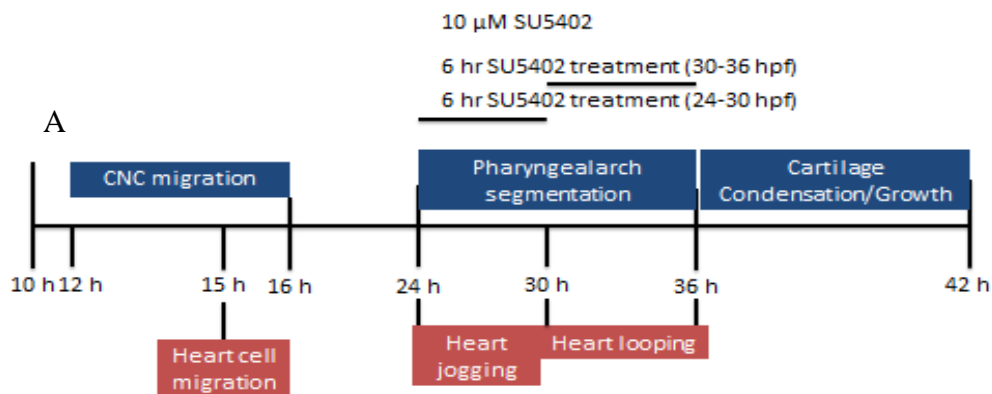 10 µM SU5402
6 hr SU5402 treatment (30-36 hpf)
6 hr SU5402 treatment (24-30 hpf)
A
CNC migration
Pharyngealarch
segmentation
Cartilage
Condensation/Growth
10 h 12 h 15 h 16 h 24 h 30 h 36 h 42 h
Heart cell
migration
Heart
jogging
Heart looping